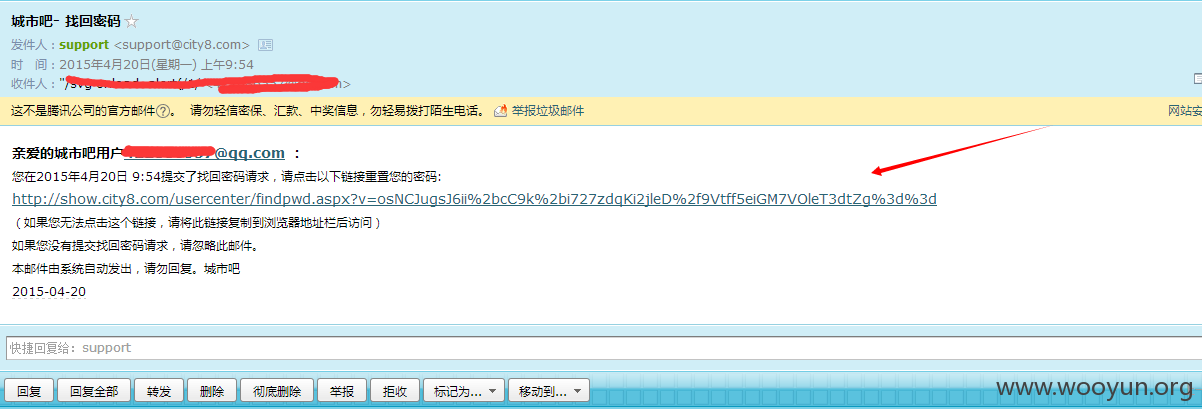 城市吧- 找回密码
发件人：support <support@city8.com>
时 间：2015年4月20日(星期一) 上午9:54
收件人：
这不是腾讯公司的官方邮件?。 请勿轻信密保、汇款、中奖信息，勿轻易拨打陌生电话。 举报垃圾邮件 网站安
亲爱的城市吧用户@qq.com ：
您在2015年4月20日 9:54提交了找回密码请求，请点击以下链接重置您的密码:
http://show.city8.com/usercenter/findpwd.aspx?v=osNCJugsJ6ii%2bcC9k%2bi727zdqKi2jleD%2f9Vtff5eiGM7VOleT3dtZg%3d%3d
（如果您无法点击这个链接，请将此链接复制到浏览器地址栏后访问）
如果您没有提交找回密码请求，请忽略此邮件。
本邮件由系统自动发出，请勿回复。城市吧
2015-04-20
快捷回复给：support
回复 回复全部 转发 删除 彻底删除 举报 拒收 标记为... 移动到...
www.wooyun.org